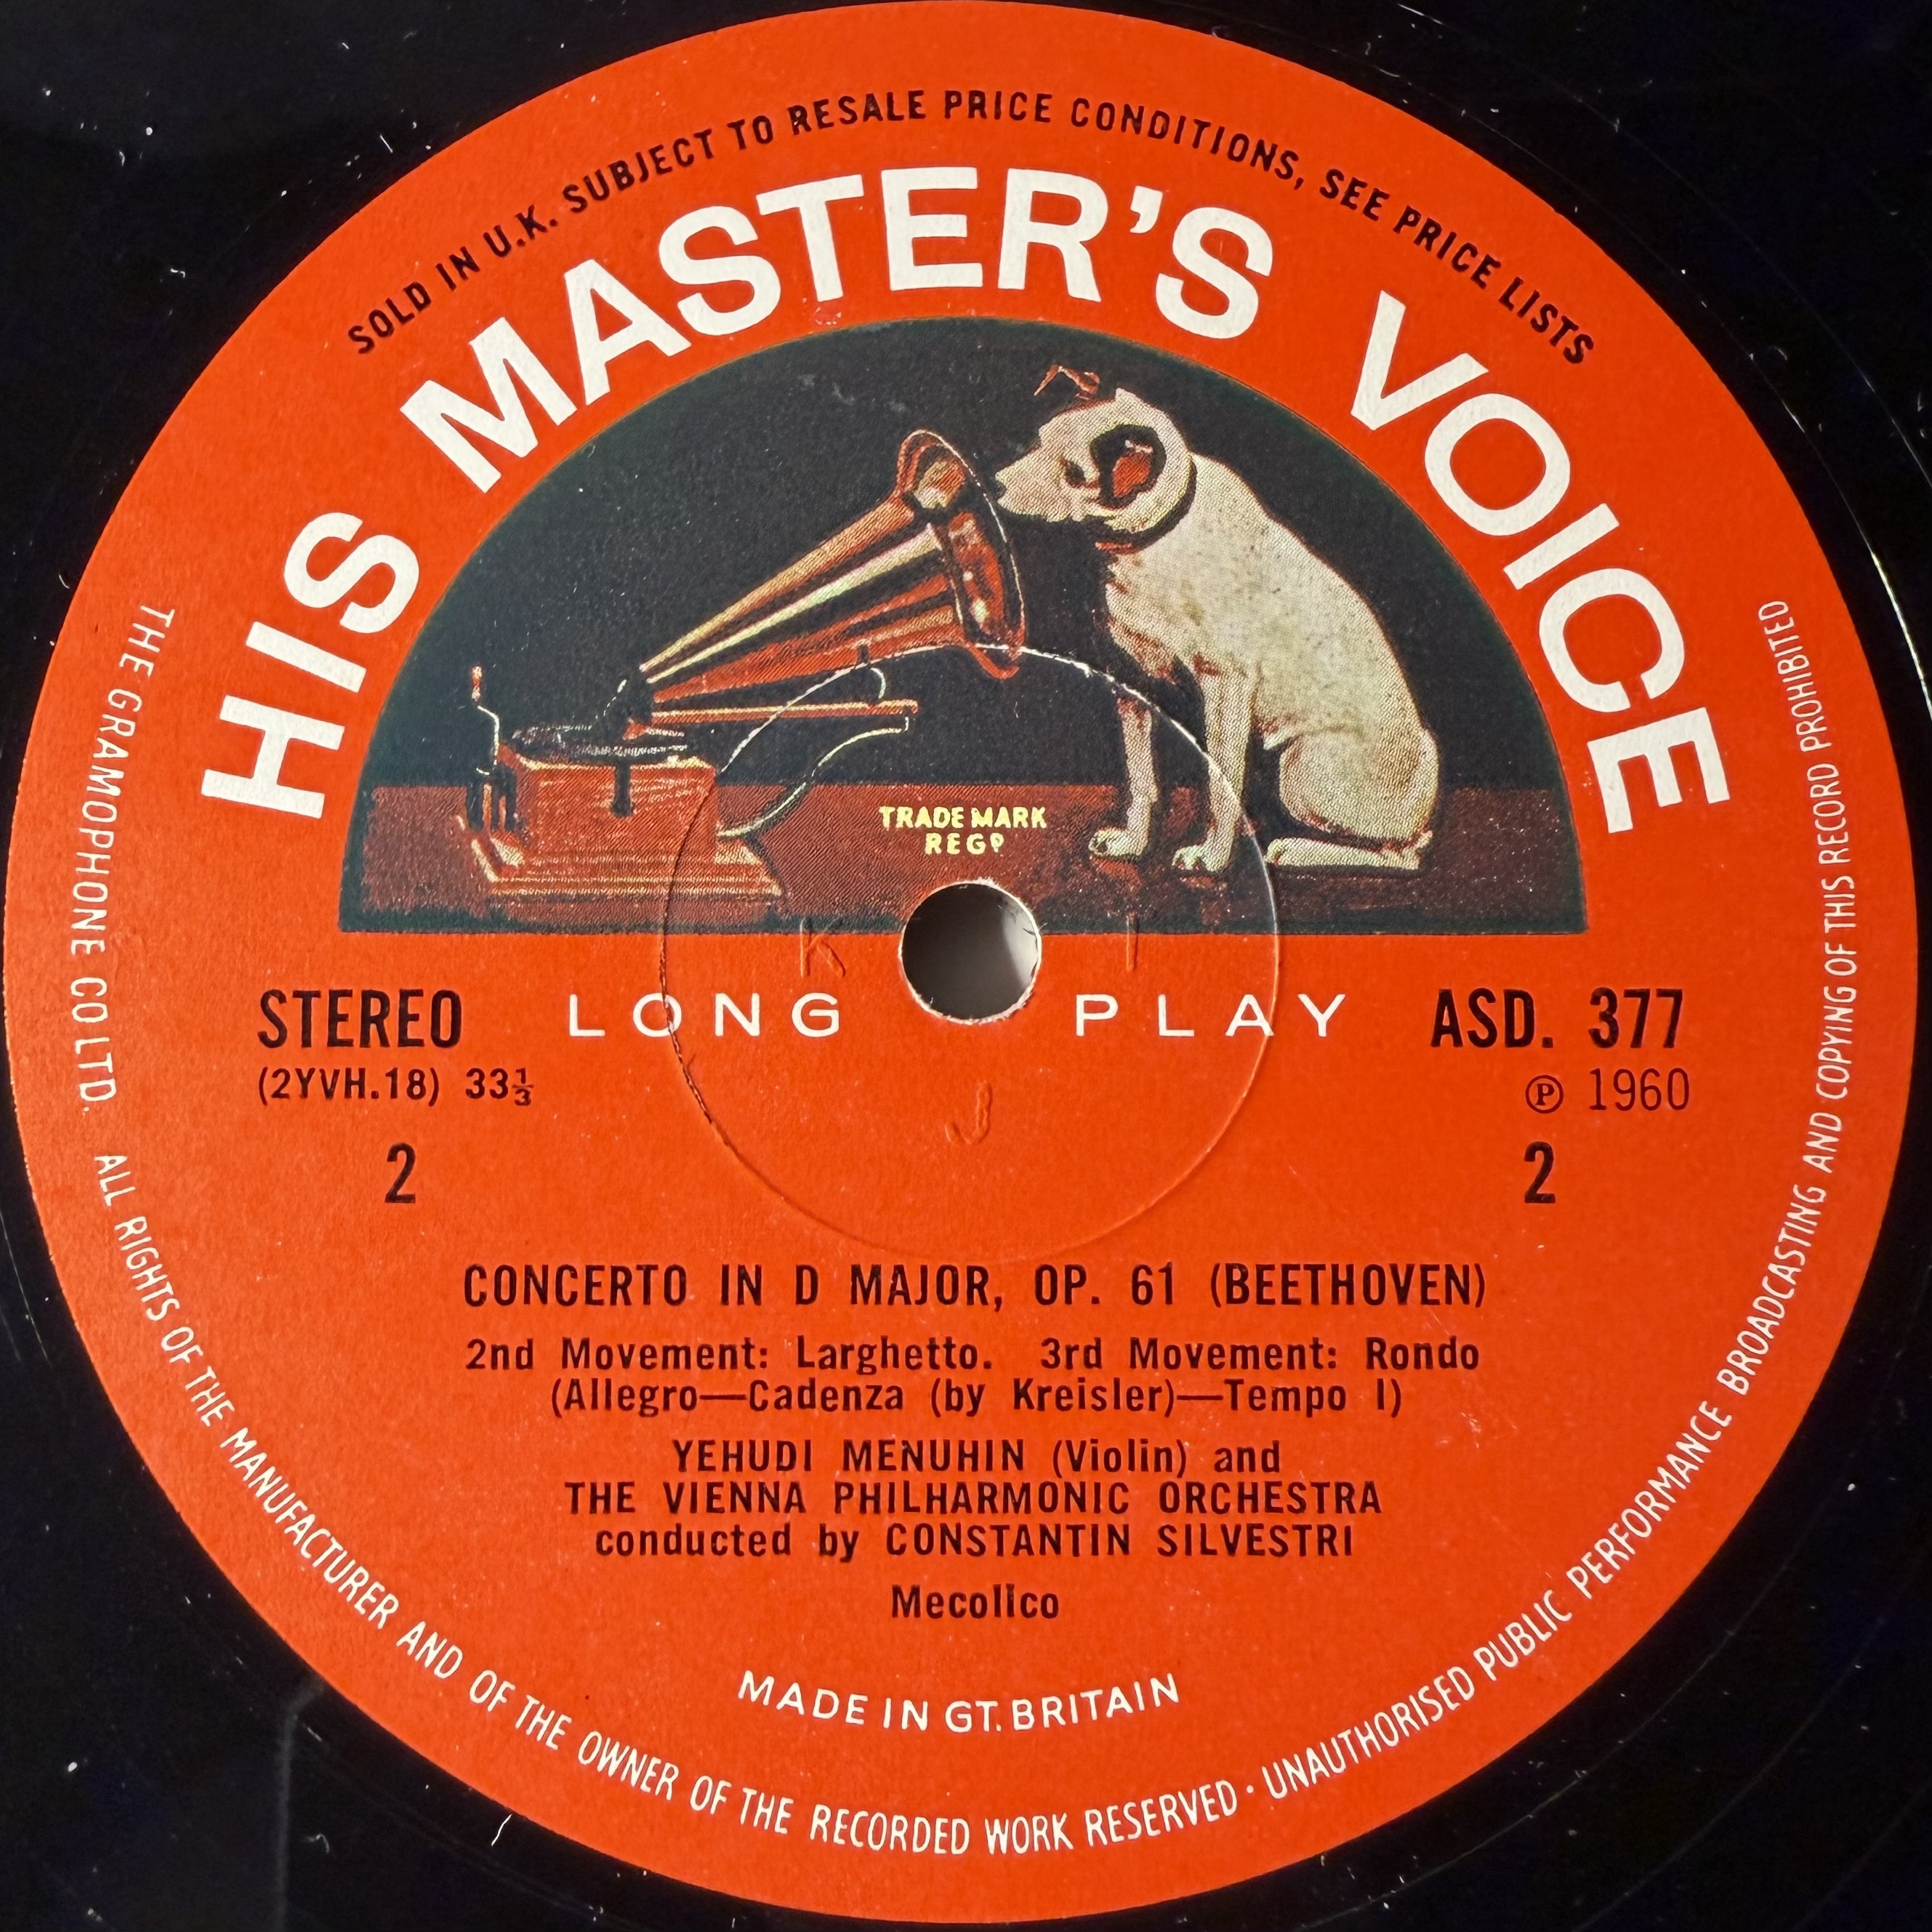 SOLD IN U.K. SUBJECT TO RESALE PRICE CONDITIONS, SEE PRICE LISTS
HIS MASTER'S VOICE
TRADE MARK
REGD
K 1
STEREO LONG PLAY ASD. 377
(2YVH.18) 33⅓ ℗ 1960
J
2 2
CONCERTO IN D MAJOR, OP. 61 (BEETHOVEN)
2nd Movement: Larghetto. 3rd Movement: Rondo
(Allegro—Cadenza (by Kreisler)—Tempo I)
YEHUDI MENUHIN (Violin) and
THE VIENNA PHILHARMONIC ORCHESTRA
conducted by CONSTANTIN SILVESTRI
Mecolico
MADE IN GT. BRITAIN
THE GRAMOPHONE CO LTD. ALL RIGHTS OF THE MANUFACTURER AND OF THE OWNER OF THE RECORDED WORK RESERVED · UNAUTHORISED PUBLIC PERFORMANCE BROADCASTING AND COPYING OF THIS RECORD PROHIBITED